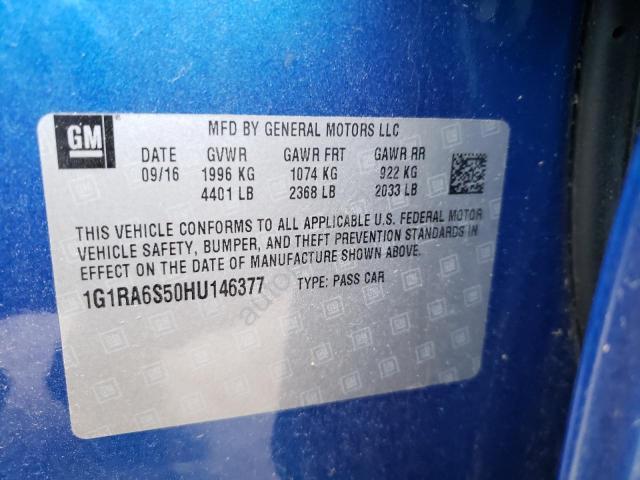 GM
MFD BY GENERAL MOTORS LLC
DATE GVWR GAWR FRT GAWR RR
09/16 1996 KG 1074 KG 922 KG
4401 LB 2368 LB 2033 LB
THIS VEHICLE CONFORMS TO ALL APPLICABLE U.S. FEDERAL MOTOR
VEHICLE SAFETY, BUMPER, AND THEFT PREVENTION STANDARDS IN
EFFECT ON THE DATE OF MANUFACTURE SHOWN ABOVE.
1G1RA6S50HU146377 TYPE: PASS CAR